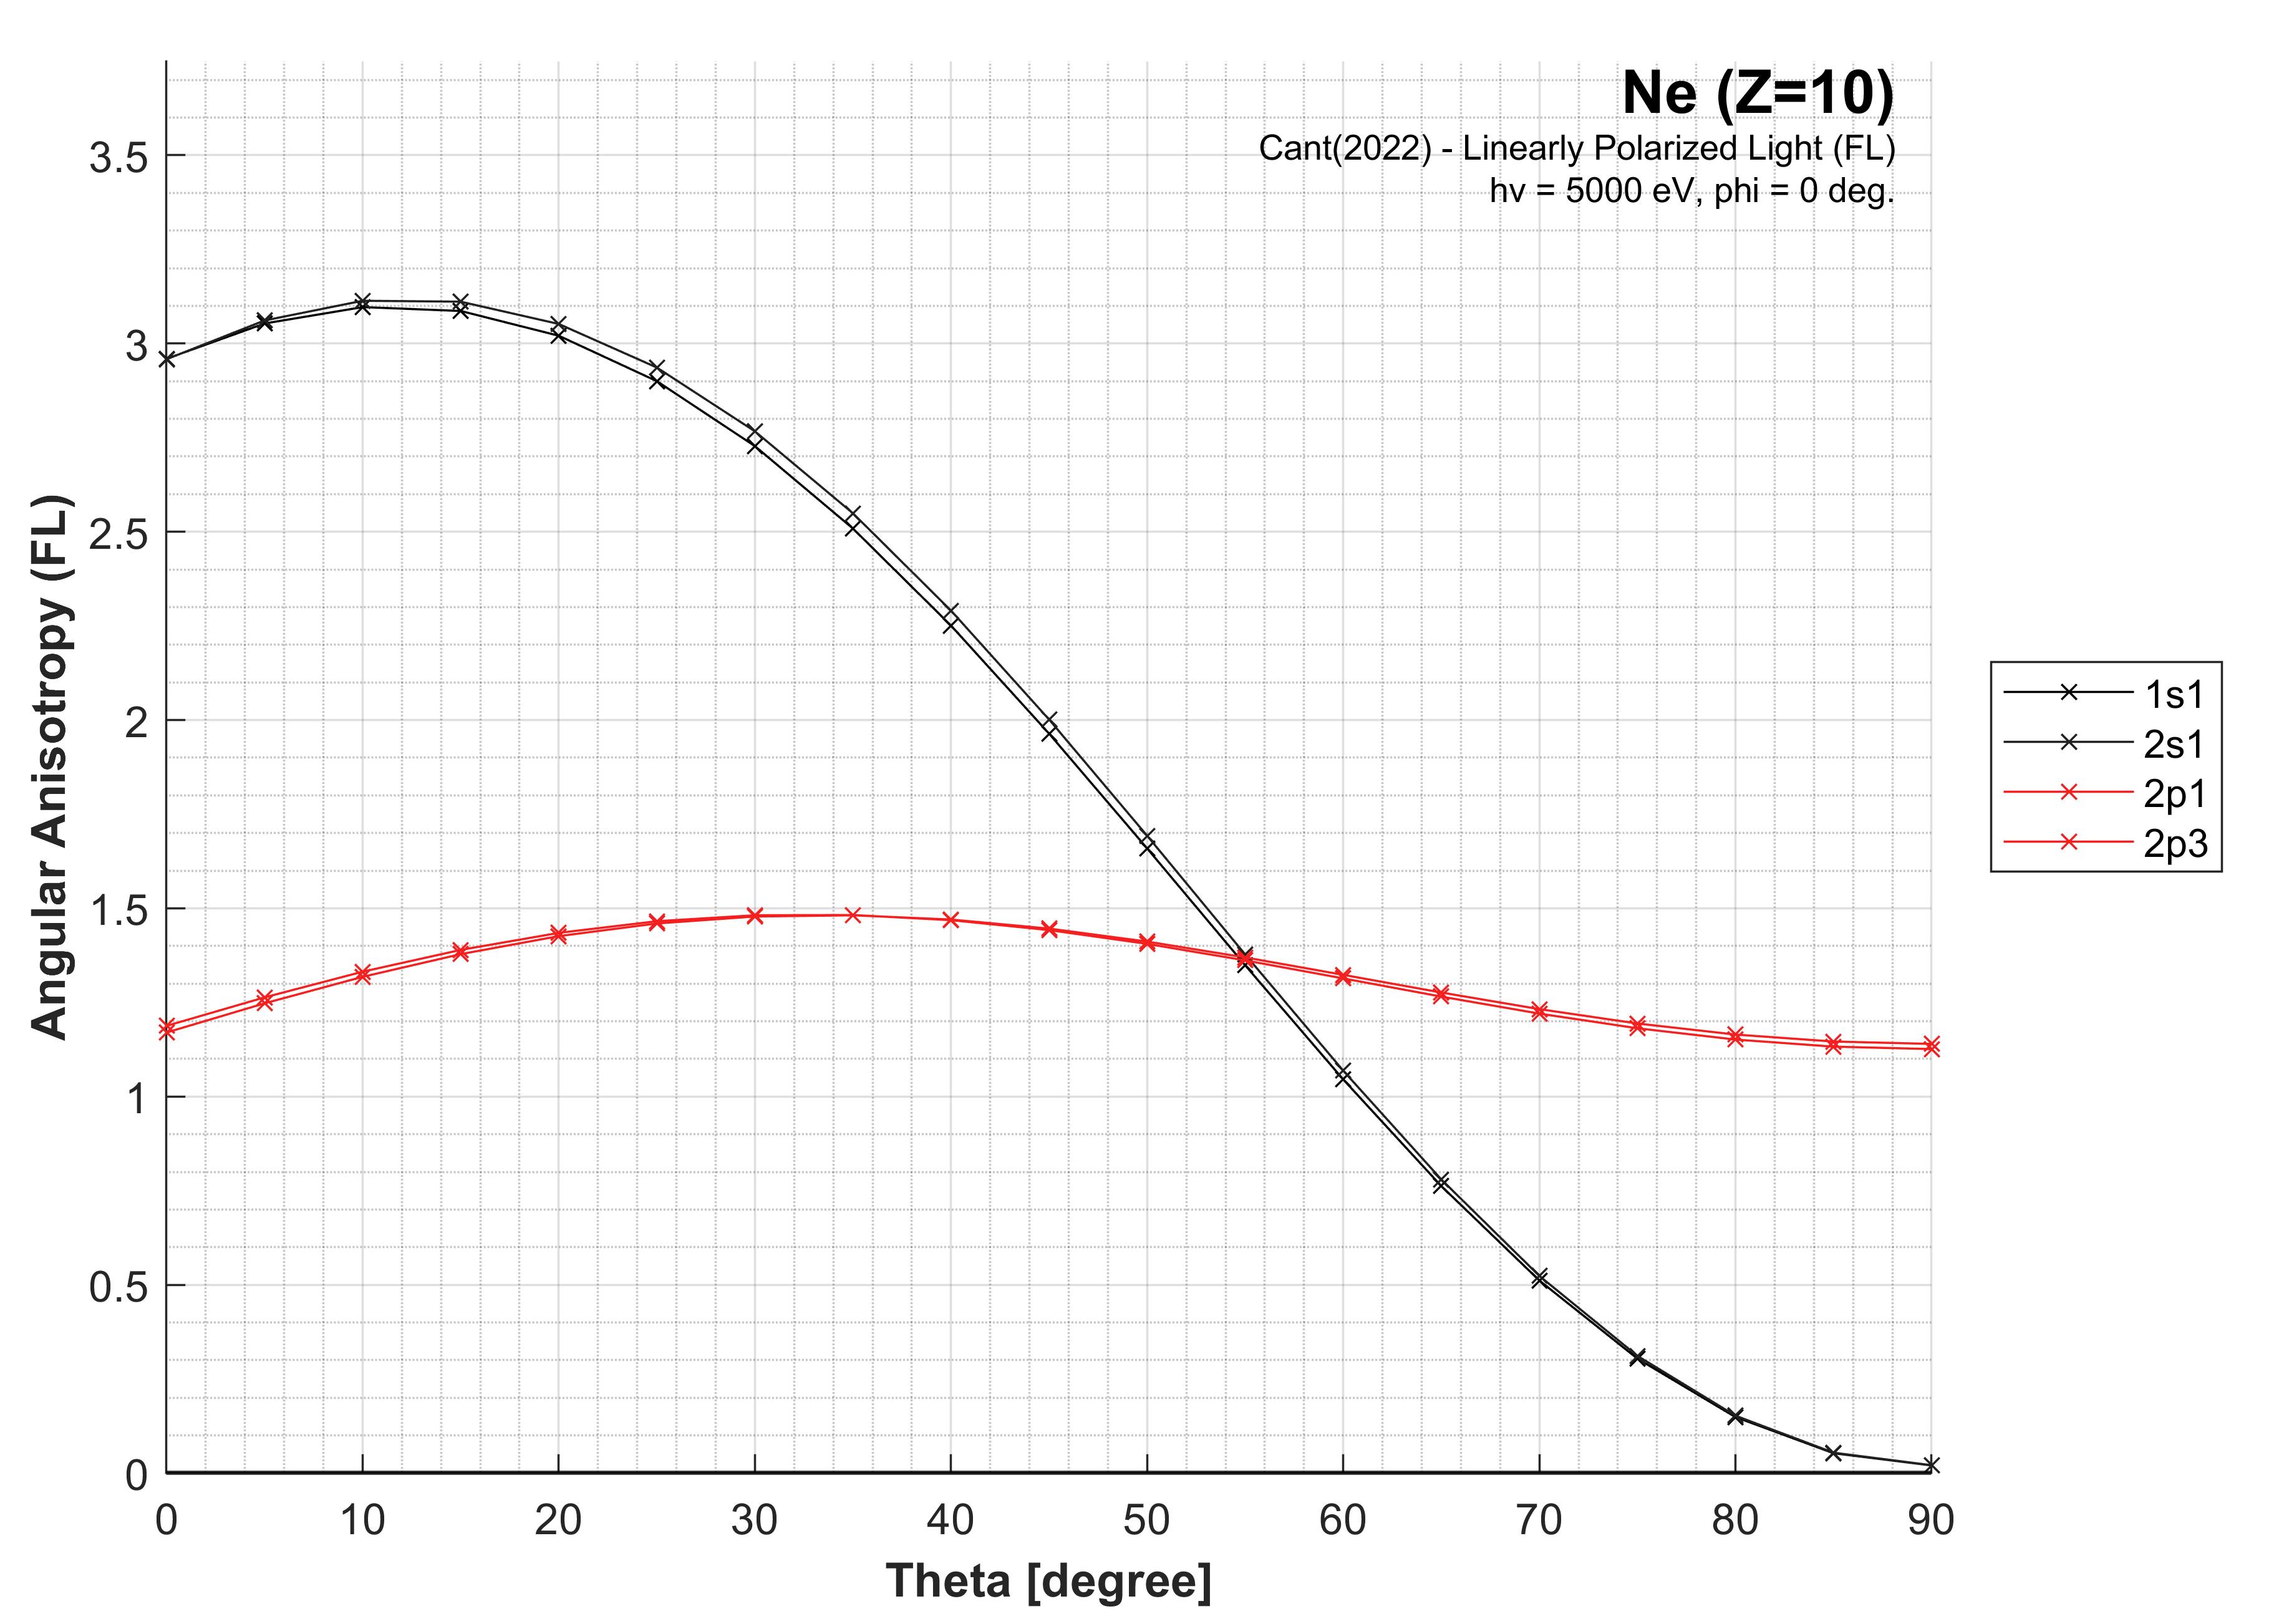 Ne (Z=10)
Cant(2022) - Linearly Polarized Light (FL)
hv = 5000 eV, phi = 0 deg.
Angular Anisotropy (FL)
3.5
3
2.5
2
1.5
1
0.5
0
0 10 20 30 40 50 60 70 80 90
Theta [degree]
1s1
2s1
2p1
2p3